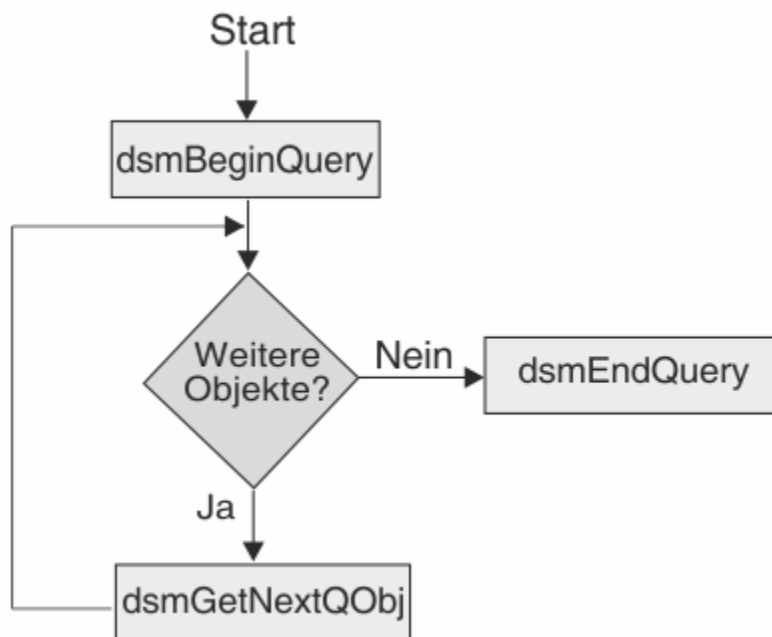 Start
dsmBeginQuery
Weitere
Objekte?
Nein
dsmEndQuery
Ja
dsmGetNextQObj